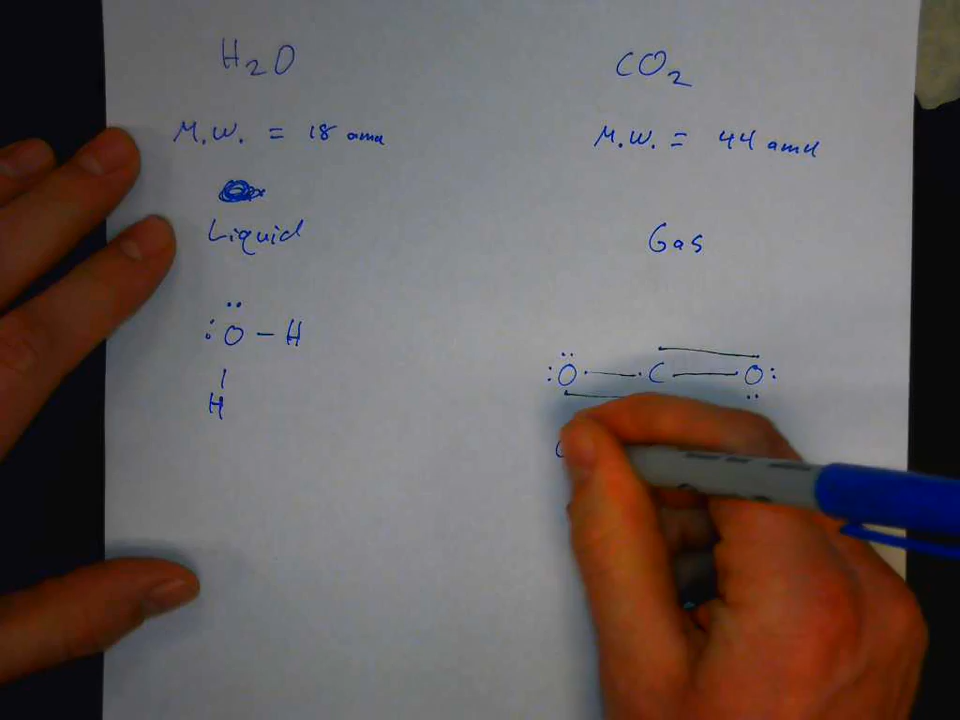 H₂O
CO₂
M.W. = 18 amu
M.W. = 44 amu
Liquid
Gas
:Ö - H
|
H
:Ö — C — O: